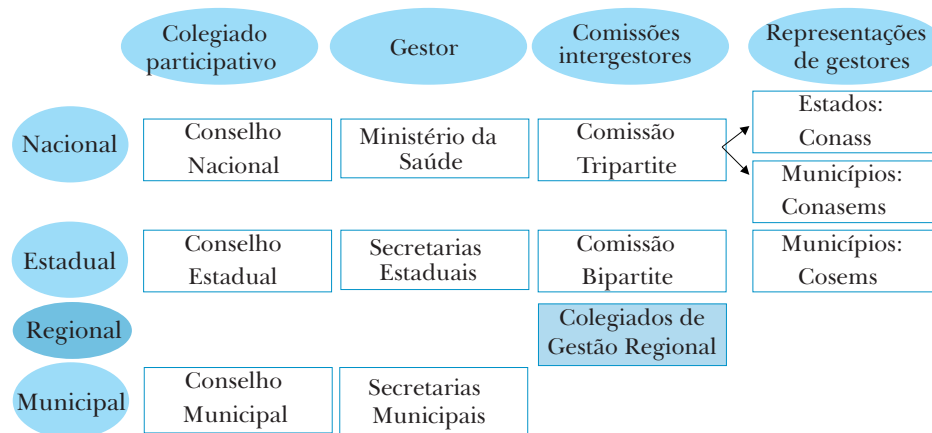 Colegiado
participativo
Gestor
Comissões
intergestores
Representações
de gestores
Nacional
Conselho
Nacional
Ministério da
Saúde
Comissão
Tripartite
Estados:
Conass
Municípios:
Conasems
Estadual
Conselho
Estadual
Secretarias
Estaduais
Comissão
Bipartite
Municípios:
Cosems
Regional
Colegiados de
Gestão Regional
Municipal
Conselho
Municipal
Secretarias
Municipais